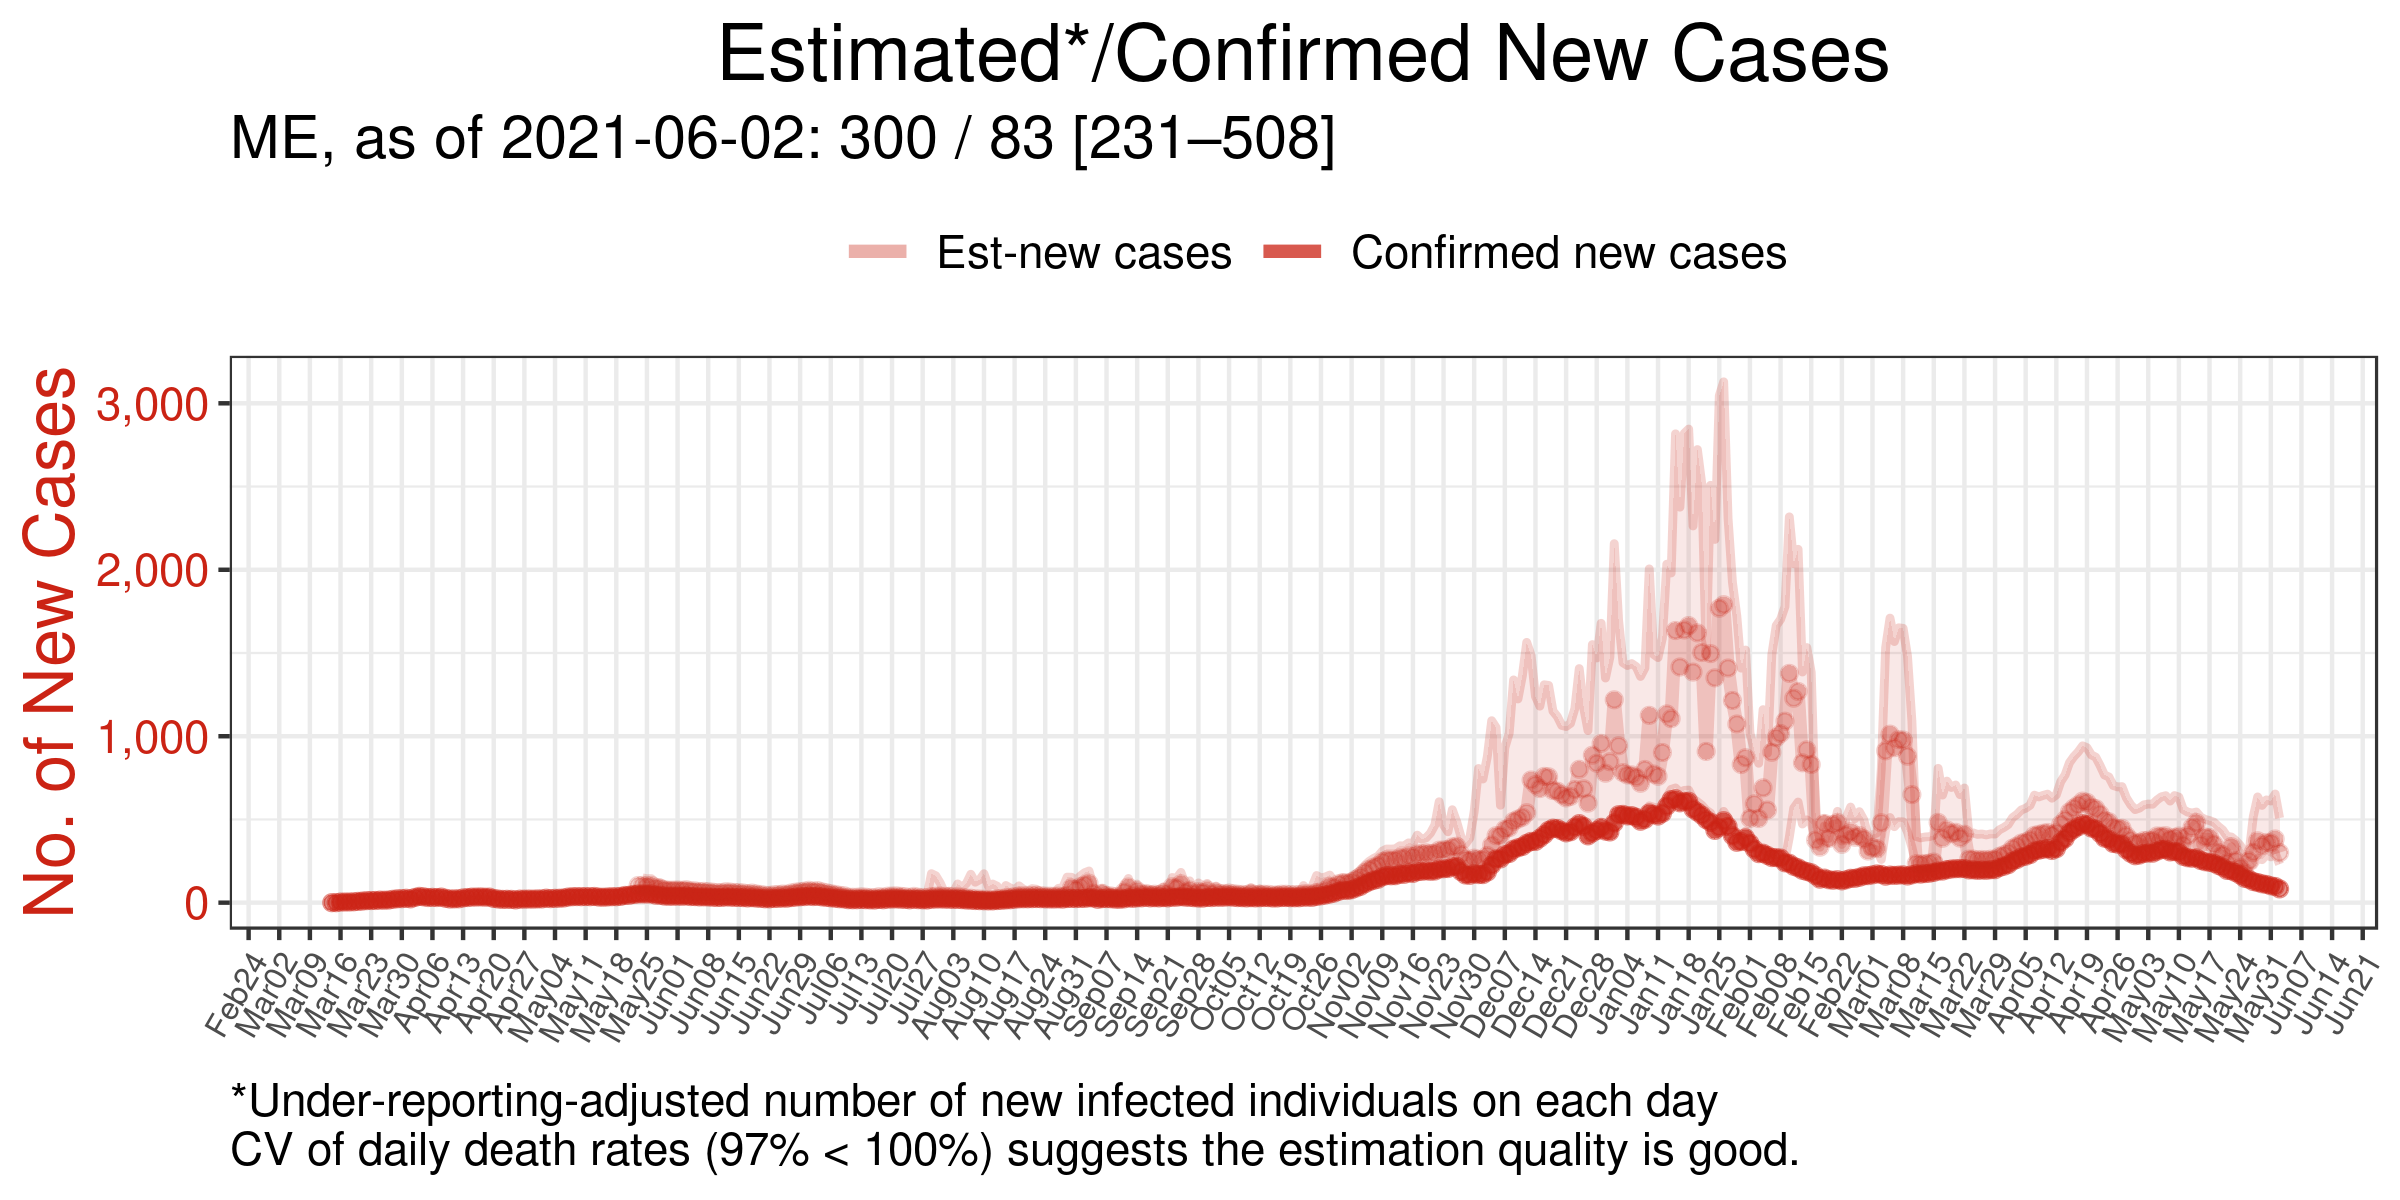 Estimated*/Confirmed New Cases
ME, as of 2021-06-02: 300 / 83 [231–508]
Est-new cases
Confirmed new cases
No. of New Cases
3,000
2,000
1,000
0
Feb24
Mar02
Mar09
Mar16
Mar23
Mar30
Apr06
Apr13
Apr20
Apr27
May04
May11
May18
May25
Jun01
Jun08
Jun15
Jun22
Jun29
Jul06
Jul13
Jul20
Jul27
Aug03
Aug10
Aug17
Aug24
Aug31
Sep07
Sep14
Sep21
Sep28
Oct05
Oct12
Oct19
Oct26
Nov02
Nov09
Nov16
Nov23
Nov30
Dec07
Dec14
Dec21
Dec28
Jan04
Jan11
Jan18
Jan25
Feb01
Feb08
Feb15
Feb22
Mar01
Mar08
Mar15
Mar22
Mar29
Apr05
Apr12
Apr19
Apr26
May03
May10
May17
May24
May31
Jun07
Jun14
Jun21
*Under-reporting-adjusted number of new infected individuals on each day
CV of daily death rates (97% < 100%) suggests the estimation quality is good.